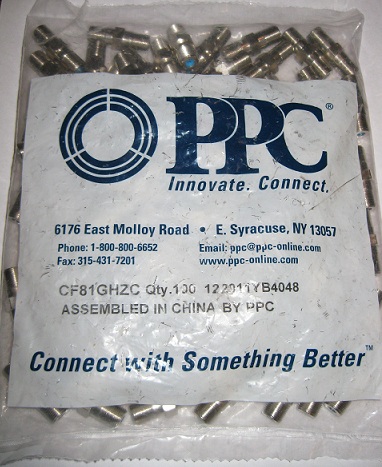 PPC®
Innovate. Connect.
6176 East Molloy Road • E. Syracuse, NY 13057
Phone: 1-800-800-6652 Email: ppc@ppc-online.com
Fax: 315-431-7201 www.ppc-online.com
CF81GHZC Qty.100 122011YB4048
ASSEMBLED IN CHINA BY PPC
Connect with Something Better™